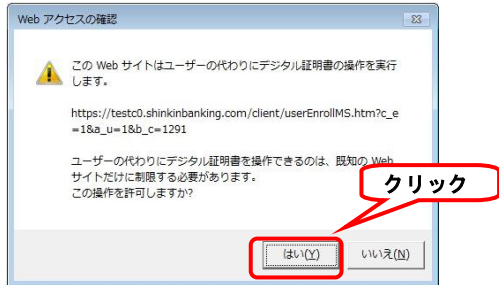 Web アクセスの確認
この Web サイトはユーザーの代わりにデジタル証明書の操作を実行
します。
https://testc0.shinkinbanking.com/client/userEnrollMS.htm?c_e
=1&a_u=1&b_c=1291
ユーザーの代わりにデジタル証明書を操作できるのは、既知の Web
サイトだけに制限する必要があります。
この操作を許可しますか?
クリック
はい(Y) いいえ(N)